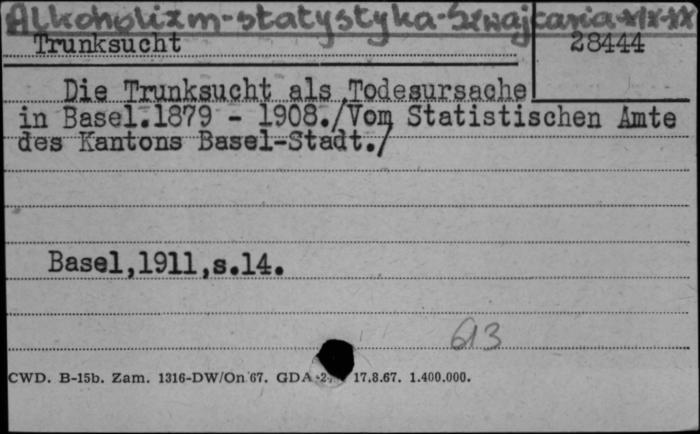 Alkoholizm-statystyka-Szwajcaria-XIX-XX
Trunksucht
28444
Die Trunksucht als Todesursache
in Basel.1879 - 1908./Vom Statistischen Amte
des Kantons Basel-Stadt./
Basel,1911,s.14.
613
CWD. B-15b. Zam. 1316-DW/On 67. GDA 17.8.67. 1.400.000.